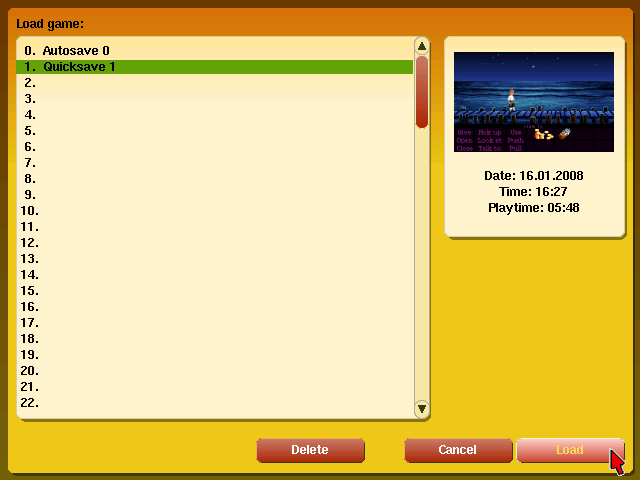 Load game:
0. Autosave 0
1. Quicksave 1
2.
3.
4.
5.
6.
7.
8.
9.
10.
11.
12.
13.
14.
15.
16.
17.
18.
19.
20.
21.
22.
Give Pick up Use
Open Look at Push
Close Talk to Pull
Date: 16.01.2008
Time: 16:27
Playtime: 05:48
Delete Cancel Load